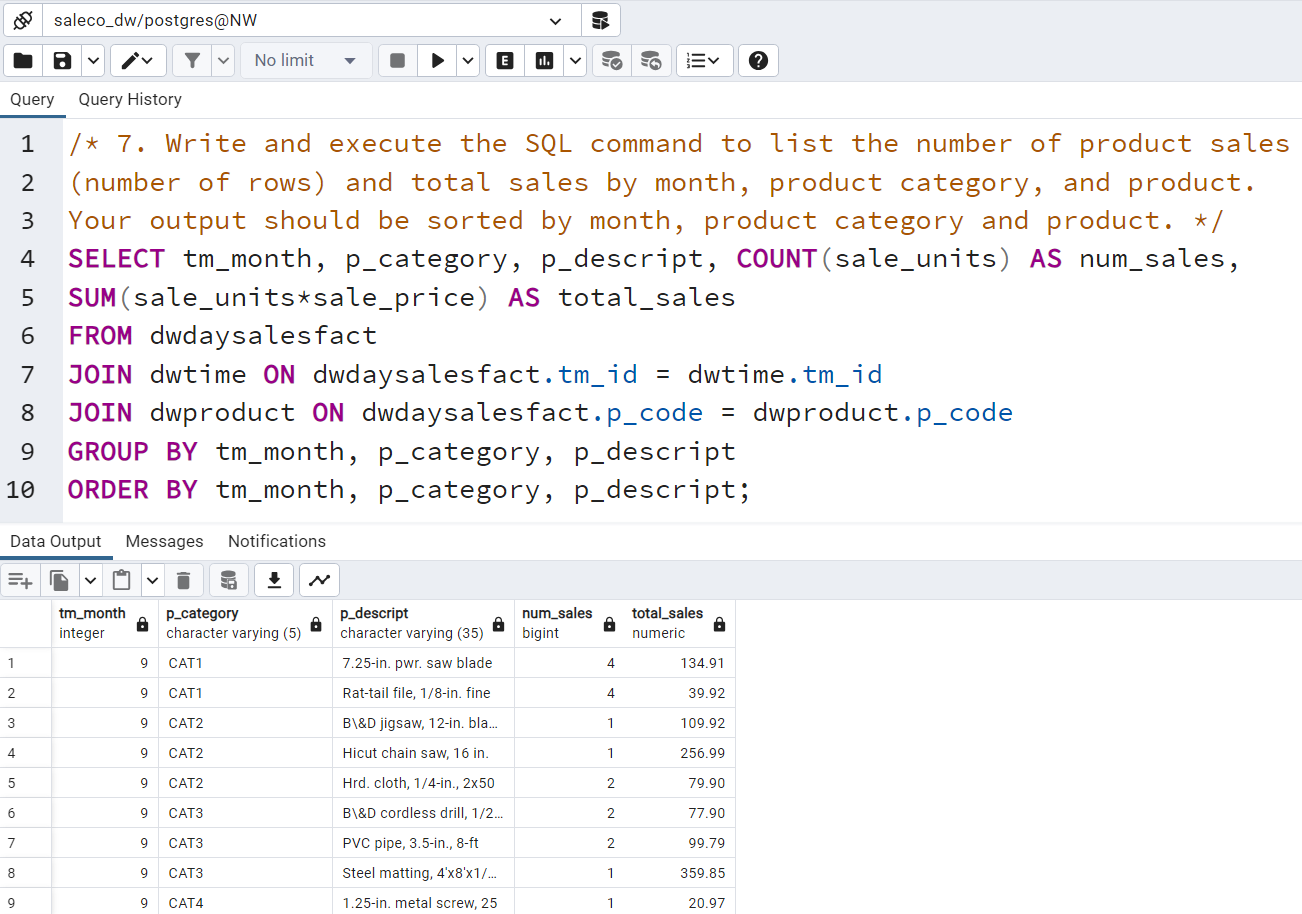 saleco_dw/postgres@NW
No limit
E
?
Query Query History
1 /* 7. Write and execute the SQL command to list the number of product sales
2 (number of rows) and total sales by month, product category, and product.
3 Your output should be sorted by month, product category and product. */
4 SELECT tm_month, p_category, p_descript, COUNT(sale_units) AS num_sales,
5 SUM(sale_units*sale_price) AS total_sales
6 FROM dwdaysalesfact
7 JOIN dwtime ON dwdaysalesfact.tm_id = dwtime.tm_id
8 JOIN dwproduct ON dwdaysalesfact.p_code = dwproduct.p_code
9 GROUP BY tm_month, p_category, p_descript
10 ORDER BY tm_month, p_category, p_descript;
Data Output Messages Notifications
tm_month p_category p_descript num_sales total_sales
integer character varying (5) character varying (35) bigint numeric
1 9 CAT1 7.25-in. pwr. saw blade 4 134.91
2 9 CAT1 Rat-tail file, 1/8-in. fine 4 39.92
3 9 CAT2 B\&D jigsaw, 12-in. bla... 1 109.92
4 9 CAT2 Hicut chain saw, 16 in. 1 256.99
5 9 CAT2 Hrd. cloth, 1/4-in., 2x50 2 79.90
6 9 CAT3 B\&D cordless drill, 1/2... 2 77.90
7 9 CAT3 PVC pipe, 3.5-in., 8-ft 2 99.79
8 9 CAT3 Steel matting, 4'x8'x1/... 1 359.85
9 9 CAT4 1.25-in. metal screw, 25 1 20.97